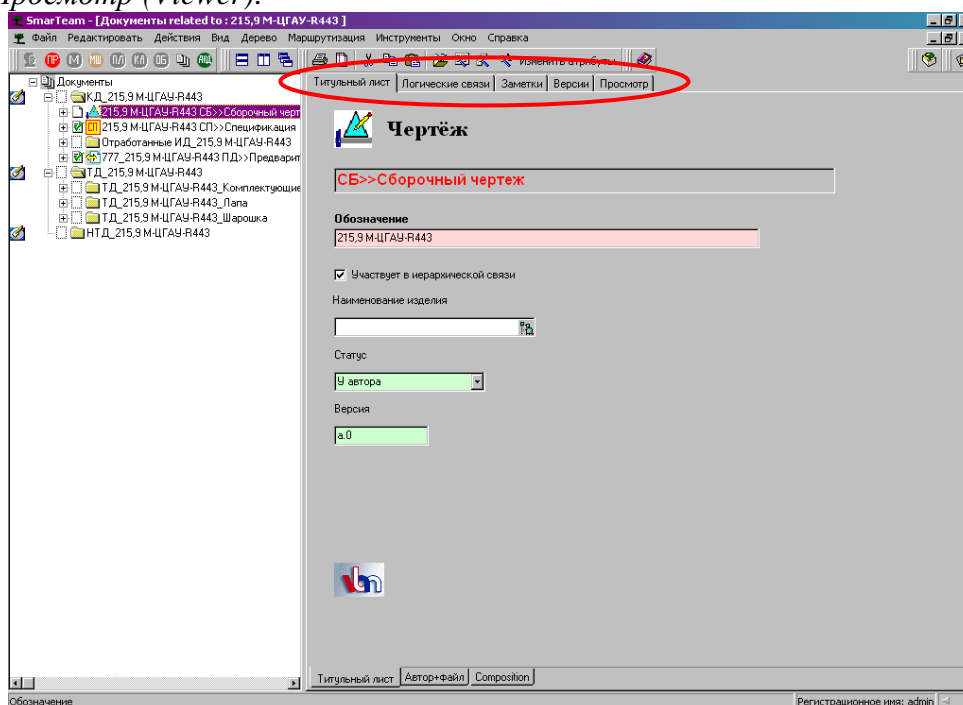 Просмотр (Viewer).
SmarTeam - [Документы related to : 215,9 М-ЦГАУ-R443 ]
Файл Редактировать Действия Вид Дерево Маршрутизация Инструменты Окно Справка
Изменить атрибуты
Титульный лист Логические связи Заметки Версии Просмотр
Документы
КД_215,9 М-ЦГАУ-R443
215,9 М-ЦГАУ-R443 СБ>>Сборочный черт
СП 215,9 М-ЦГАУ-R443 СП>>Спецификация
Отработанные ИД_215,9 М-ЦГАУ-R443
777_215,9 М-ЦГАУ-R443 ПД>>Предварит
ТД_215,9 М-ЦГАУ-R443
ТД_215,9 М-ЦГАУ-R443_Комплектующие
ТД_215,9 М-ЦГАУ-R443_Лапа
ТД_215,9 М-ЦГАУ-R443_Шарошка
НТД_215,9 М-ЦГАУ-R443
Чертёж
СБ>>Сборочный чертеж
Обозначение
215,9 М-ЦГАУ-R443
Участвует в иерархической связи
Наименование изделия
Статус
У автора
Версия
a.0
Титульный лист Автор+файл Composition
Обозначение
Регистрационное имя: admin